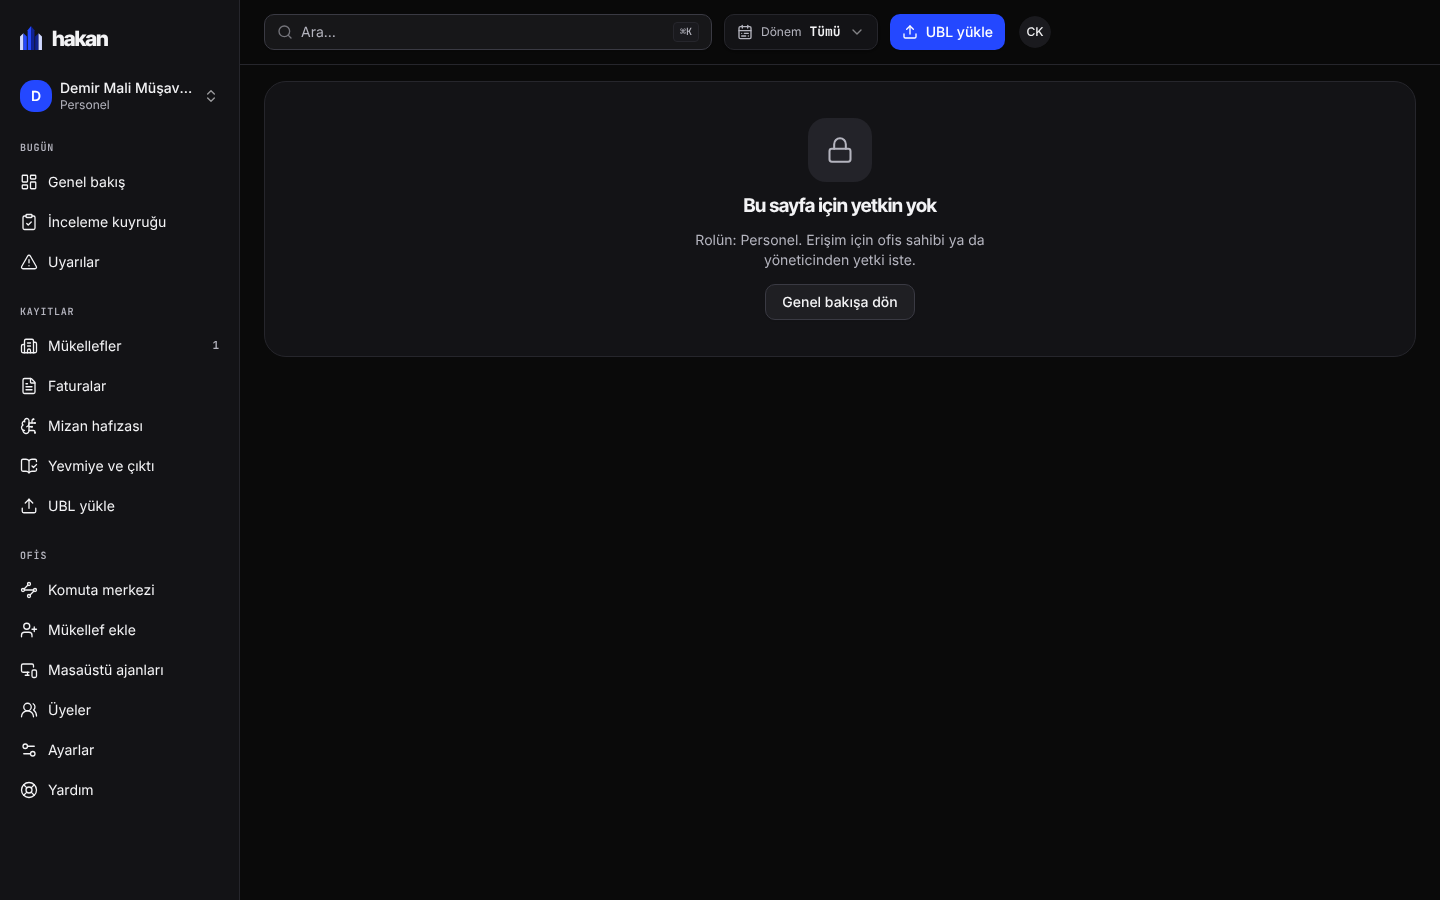 hakan
Ara...
⌘K
Dönem Tümü
UBL yükle
CK
D
Demir Mali Müşav...
Personel
BUGÜN
Genel bakış
İnceleme kuyruğu
Uyarılar
KAYITLAR
Mükellefler 1
Faturalar
Mizan hafızası
Yevmiye ve çıktı
UBL yükle
OFİS
Komuta merkezi
Mükellef ekle
Masaüstü ajanları
Üyeler
Ayarlar
Yardım
Bu sayfa için yetkin yok
Rolün: Personel. Erişim için ofis sahibi ya da
yöneticinden yetki iste.
Genel bakışa dön